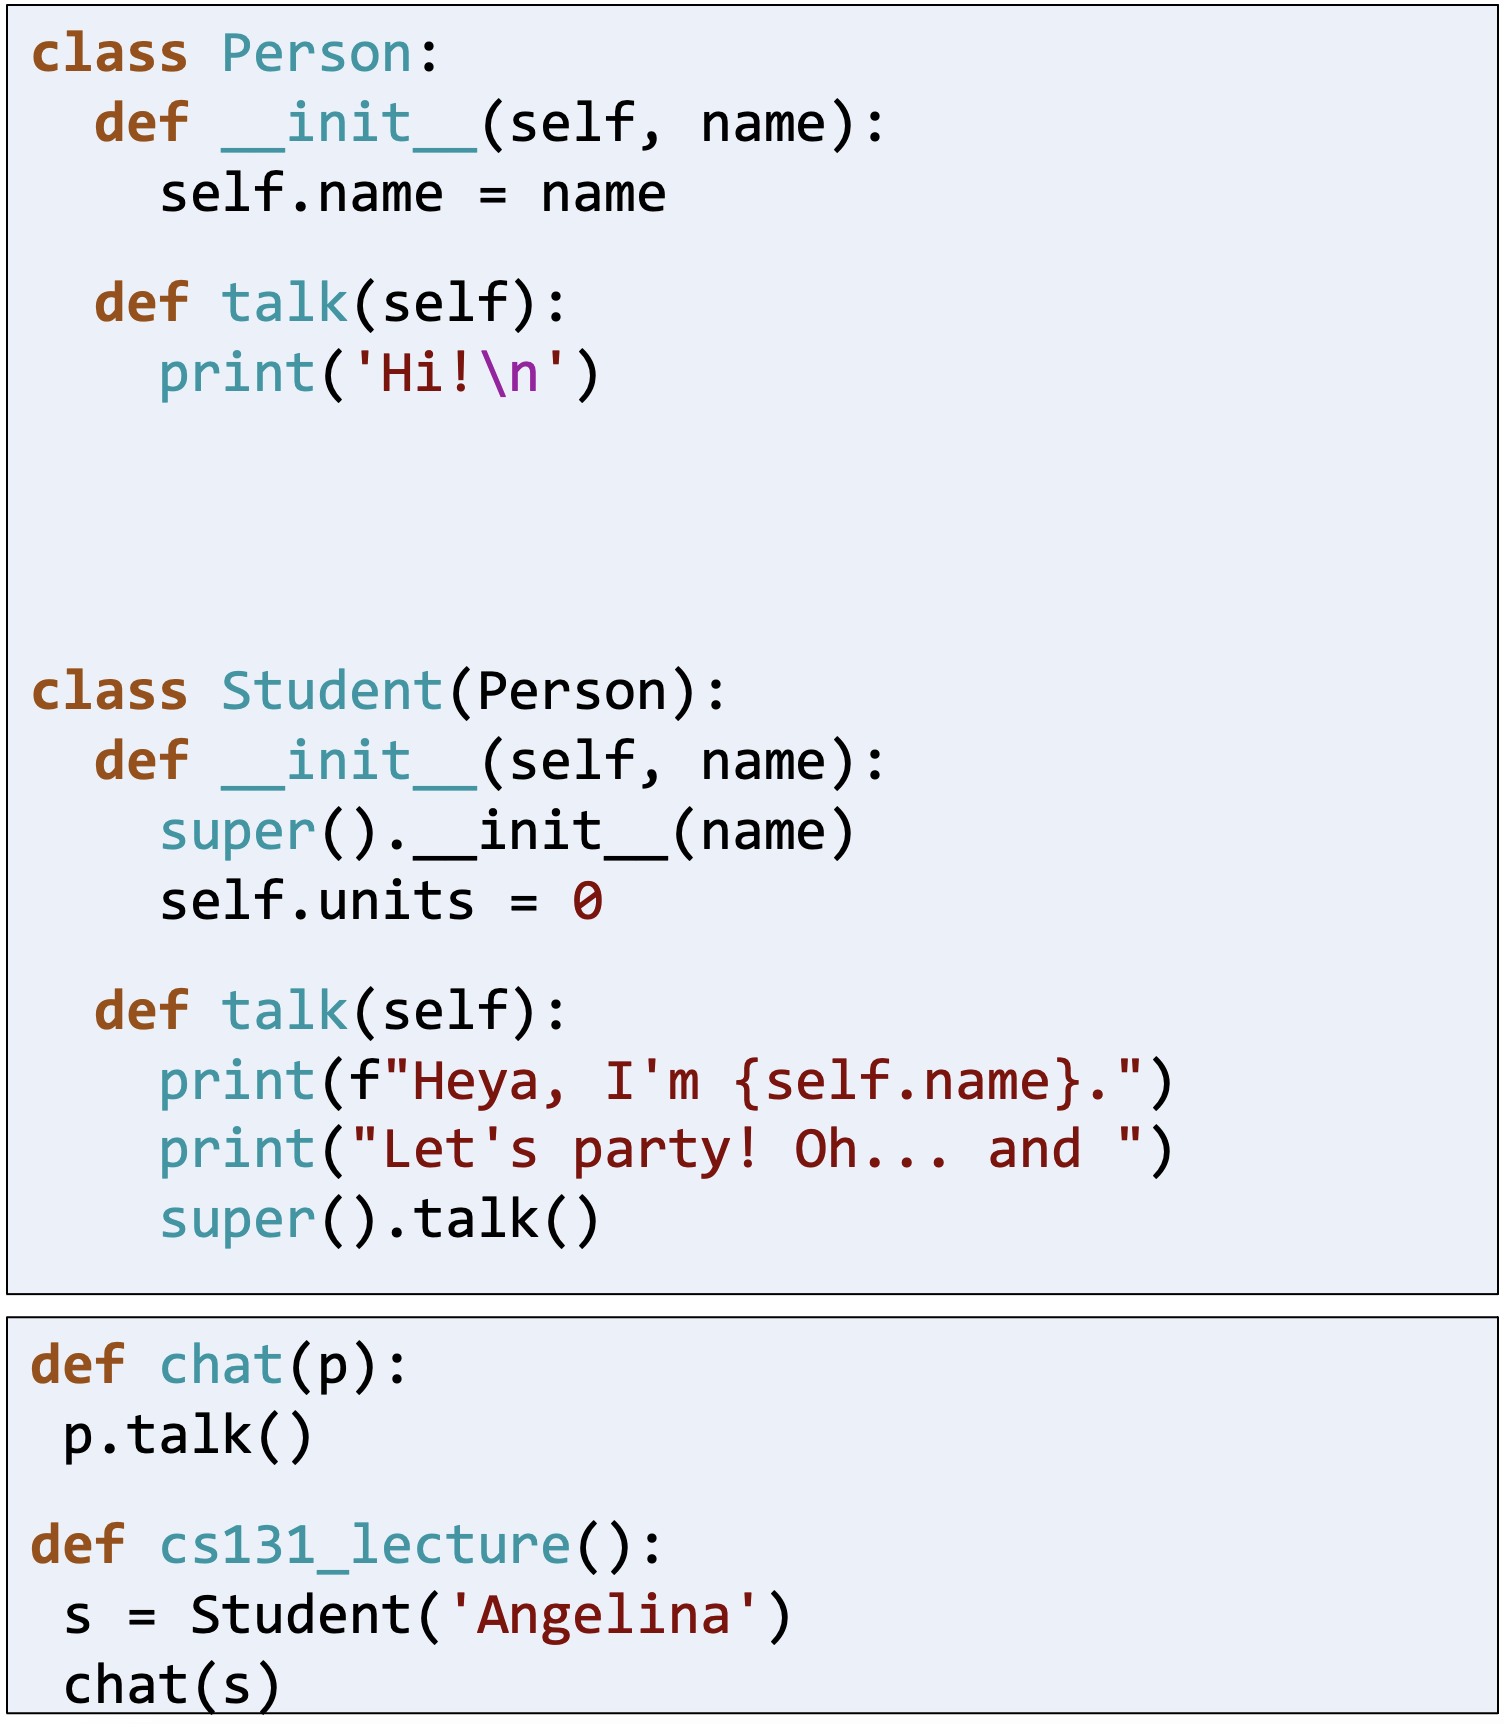 class Person:
  def __init__(self, name):
    self.name = name
  def talk(self):
    print('Hi!\n')
class Student(Person):
  def __init__(self, name):
    super().__init__(name)
    self.units = 0
  def talk(self):
    print(f"Heya, I'm {self.name}.")
    print("Let's party! Oh... and ")
    super().talk()
def chat(p):
 p.talk()
def cs131_lecture():
 s = Student('Angelina')
 chat(s)